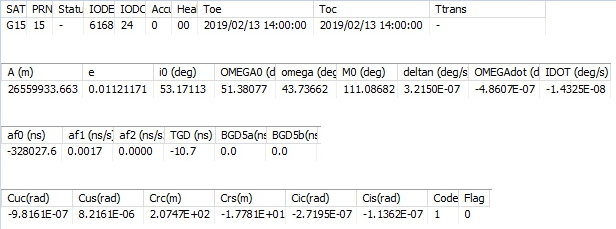 SAT PRN Statu IODE IODC Accu Hea Toe Toc Ttrans
G15 15 - 6168 24 0 00 2019/02/13 14:00:00 2019/02/13 14:00:00 -
A (m) e i0 (deg) OMEGA0 (d omega (deg M0 (deg) deltan (deg/s OMEGAdot (d IDOT (deg/s)
26559933.663 0.01121171 53.17113 51.38077 43.73662 111.08682 3.2150E-07 -4.8607E-07 -1.4325E-08
af0 (ns) af1 (ns/s af2 (ns/s TGD (ns) BGD5a(ns BGD5b(ns
-328027.6 0.0017 0.0000 -10.7 0.0 0.0
Cuc(rad) Cus(rad) Crc(m) Crs(m) Cic(rad) Cis(rad) Code Flag
-9.8161E-07 8.2161E-06 2.0747E+02 -1.7781E+01 -2.7195E-07 -1.1362E-07 1 0